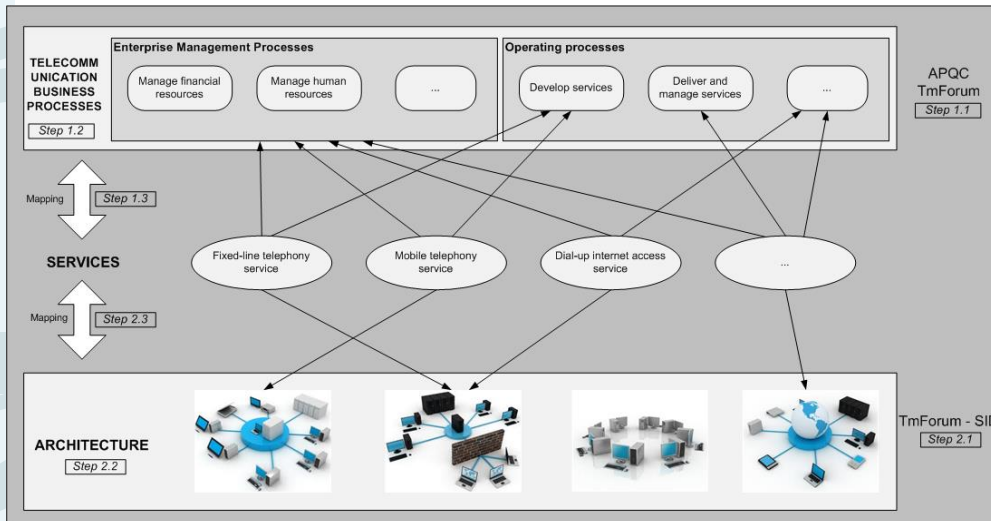 Enterprise Management Processes
Operating processes
TELECOMM
UNICATION
BUSINESS
PROCESSES
Step 1.2
Manage financial
resources
Manage human
resources
...
Develop services
Deliver and
manage services
...
APQC
TmForum
Step 1.1
Mapping
Step 1.3
SERVICES
Fixed-line telephony
service
Mobile telephony
service
Dial-up internet access
service
...
Mapping
Step 2.3
ARCHITECTURE
Step 2.2
TmForum - SID
Step 2.1